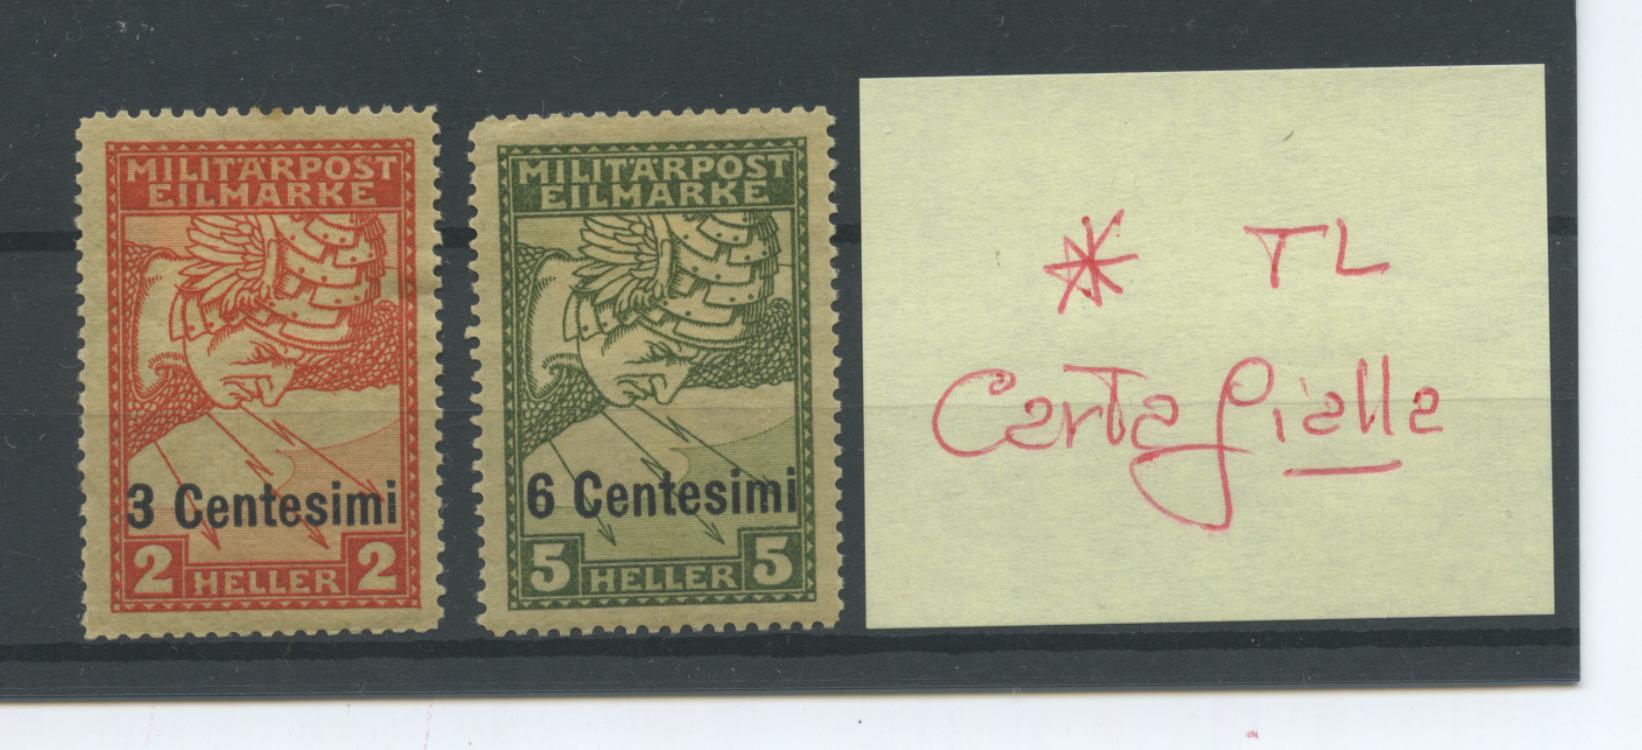 MILITÄRPOST
EILMARKE
3 Centesimi
2 HELLER 2
MILITÄRPOST
EILMARKE
6 Centesimi
5 HELLER 5
* TL
Carta gialla